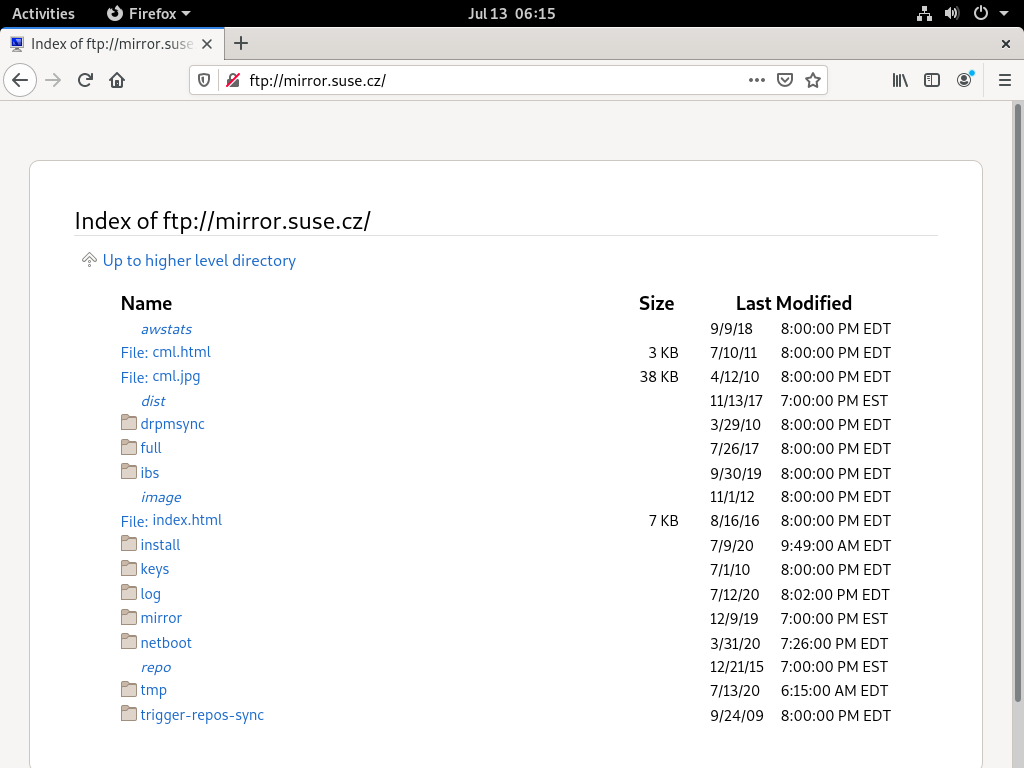 Activities Firefox Jul 13 06:15
Index of ftp://mirror.suse
ftp://mirror.suse.cz/
Index of ftp://mirror.suse.cz/
Up to higher level directory
Name Size Last Modified
awstats 9/9/18 8:00:00 PM EDT
File: cml.html 3 KB 7/10/11 8:00:00 PM EDT
File: cml.jpg 38 KB 4/12/10 8:00:00 PM EDT
dist 11/13/17 7:00:00 PM EST
drpmsync 3/29/10 8:00:00 PM EDT
full 7/26/17 8:00:00 PM EDT
ibs 9/30/19 8:00:00 PM EDT
image 11/1/12 8:00:00 PM EDT
File: index.html 7 KB 8/16/16 8:00:00 PM EDT
install 7/9/20 9:49:00 AM EDT
keys 7/1/10 8:00:00 PM EDT
log 7/12/20 8:02:00 PM EDT
mirror 12/9/19 7:00:00 PM EST
netboot 3/31/20 7:26:00 PM EDT
repo 12/21/15 7:00:00 PM EST
tmp 7/13/20 6:15:00 AM EDT
trigger-repos-sync 9/24/09 8:00:00 PM EDT